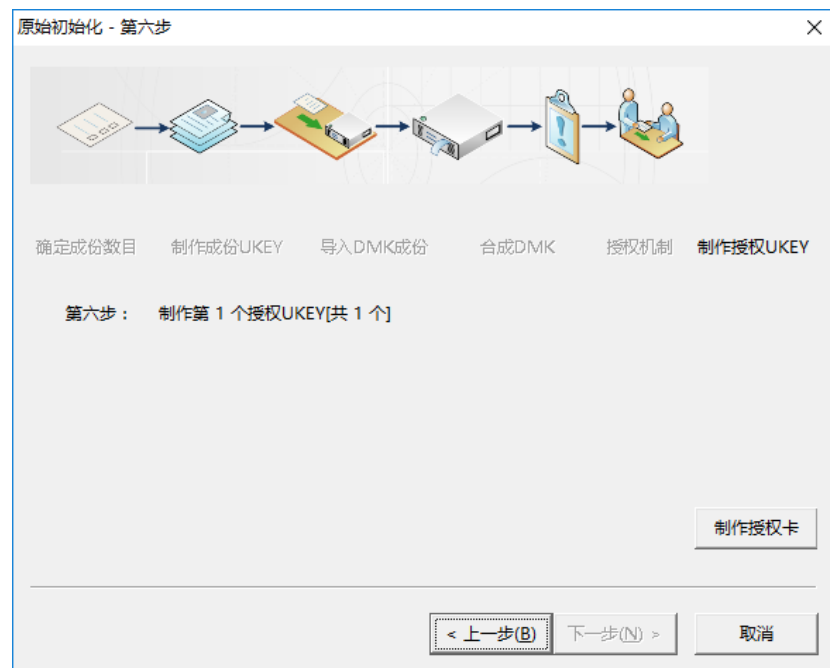 原始初始化 - 第六步
确定成份数目 制作成份UKEY 导入DMK成份 合成DMK 授权机制 制作授权UKEY
第六步： 制作第 1 个授权UKEY[共 1 个]
制作授权卡
< 上一步(B) 下一步(N) > 取消